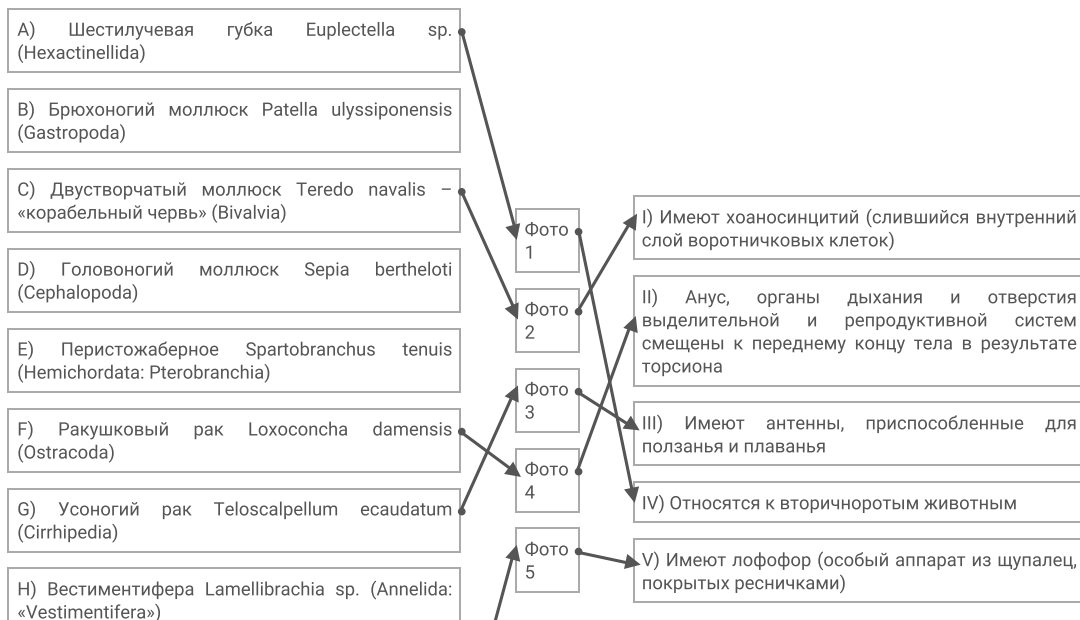 A) Шестилучевая губка Euplectella sp.
(Hexactinellida)
B) Брюхоногий моллюск Patella ulyssiponensis
(Gastropoda)
C) Двустворчатый моллюск Teredo navalis –
«корабельный червь» (Bivalvia)
D) Головоногий моллюск Sepia bertheloti
(Cephalopoda)
E) Перистожаберное Spartobranchus tenuis
(Hemichordata: Pterobranchia)
F) Ракушковый рак Loxoconcha damensis
(Ostracoda)
G) Усоногий рак Teloscalpellum ecaudatum
(Cirrhipedia)
H) Вестиментифера Lamellibrachia sp. (Annelida:
«Vestimentifera»)
Фото
1
Фото
2
Фото
3
Фото
4
Фото
5
I) Имеют хоаносинцитий (слившийся внутренний
слой воротничковых клеток)
II) Анус, органы дыхания и отверстия
выделительной и репродуктивной систем
смещены к переднему концу тела в результате
торсиона
III) Имеют антенны, приспособленные для
ползанья и плаванья
IV) Относятся к вторичноротым животным
V) Имеют лофофор (особый аппарат из щупалец,
покрытых ресничками)